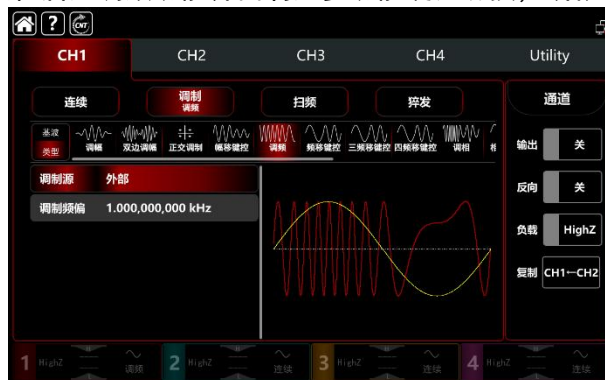 ? CNT
CH1 CH2 CH3 CH4 Utility
连续 调制 扫频 猝发 通道
调频
基波
类型
调幅 双边调幅 正交调制 幅移键控 调频 频移键控 三频移键控 四频移键控 调相
输出 关
调制源 外部
反向 关
调制频偏 1.000,000,000 kHz
负载 HighZ
复制 CH1←CH2
1 HighZ 调频 2 HighZ 连续 3 HighZ 连续 4 HighZ 连续